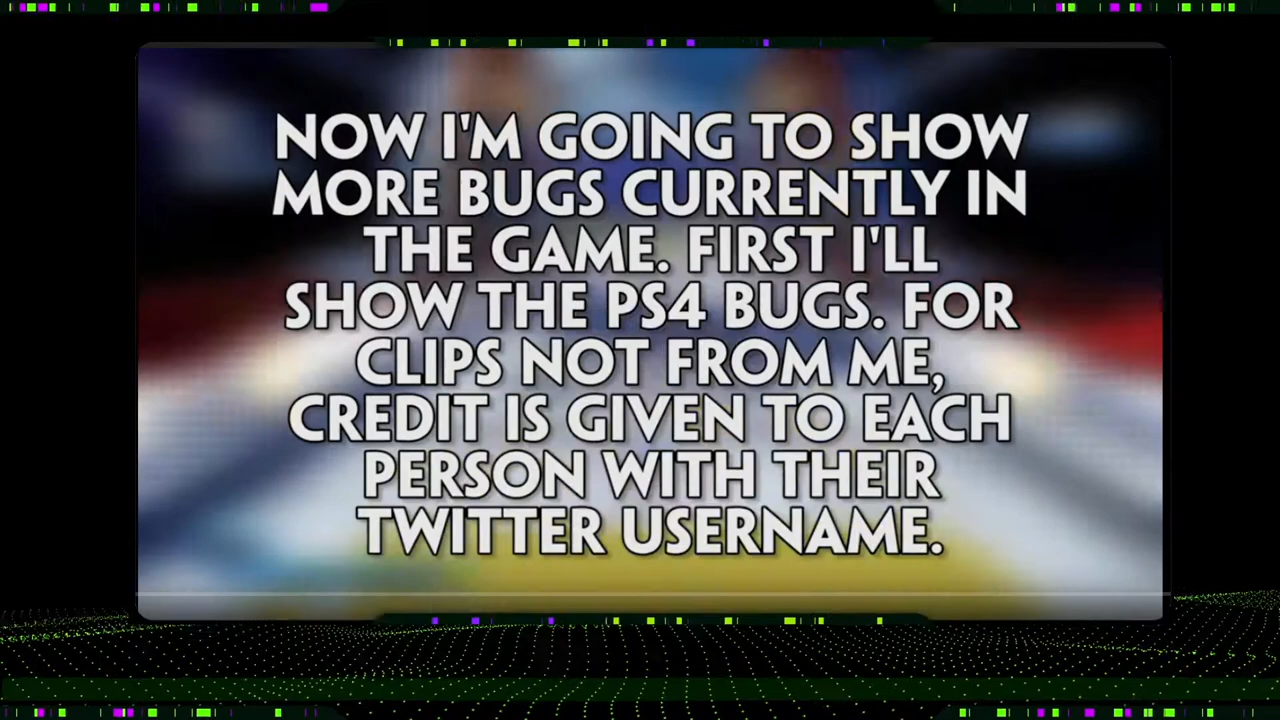 NOW I'M GOING TO SHOW
MORE BUGS CURRENTLY IN
THE GAME. FIRST I'LL
SHOW THE PS4 BUGS. FOR
CLIPS NOT FROM ME,
CREDIT IS GIVEN TO EACH
PERSON WITH THEIR
TWITTER USERNAME.